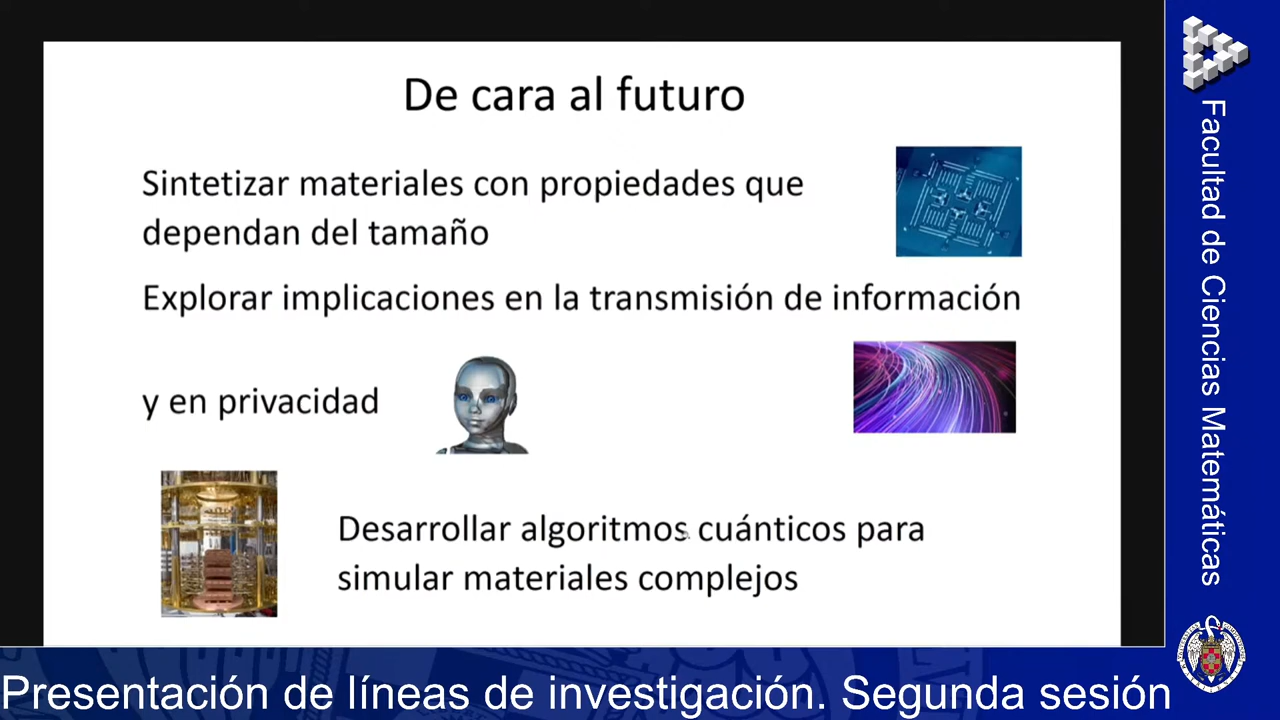 De cara al futuro
Sintetizar materiales con propiedades que
dependan del tamaño
Explorar implicaciones en la transmisión de información
y en privacidad
Desarrollar algoritmos cuánticos para
simular materiales complejos
Facultad de Ciencias Matemáticas
Presentación de líneas de investigación. Segunda sesión